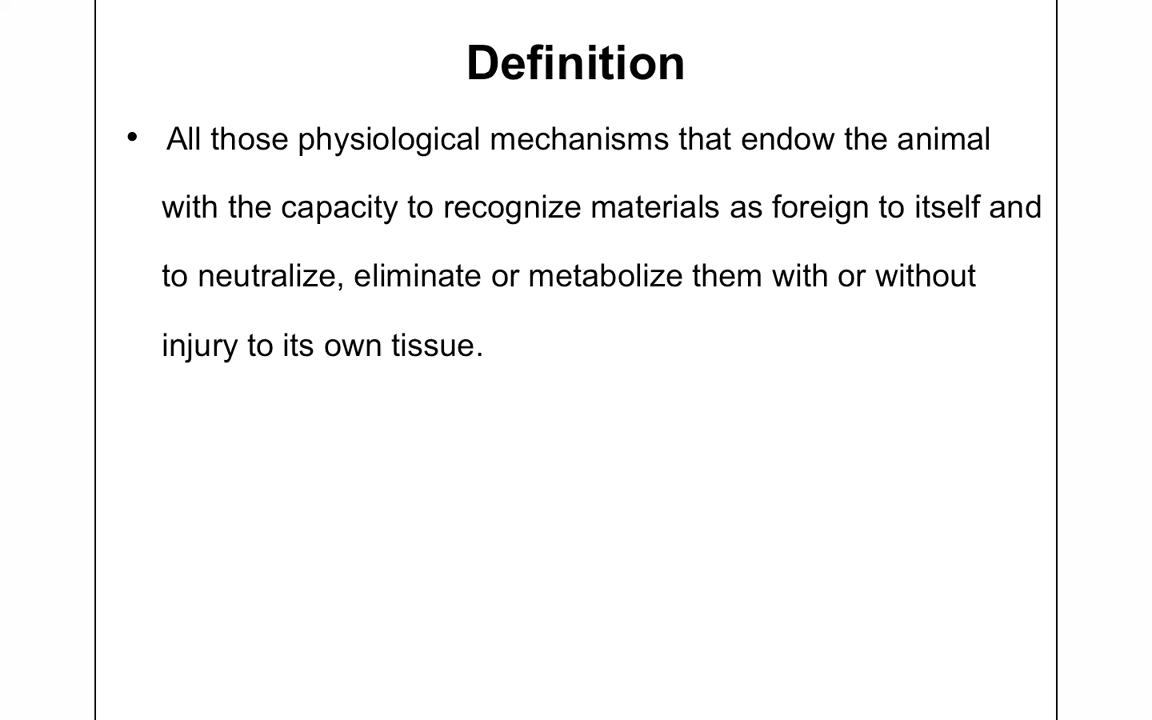 Definition
• All those physiological mechanisms that endow the animal
with the capacity to recognize materials as foreign to itself and
to neutralize, eliminate or metabolize them with or without
injury to its own tissue.